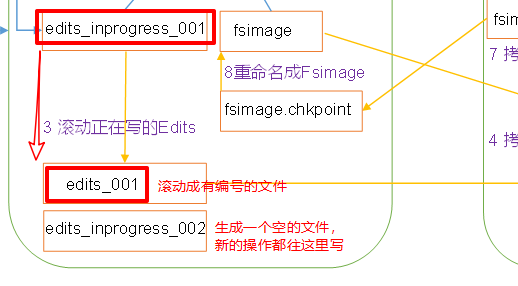 edits_inprogress_001
fsimage
fsi
7 拷
8重命名成Fsimage
fsimage.chkpoint
3 滚动正在写的Edits
4 拷
edits_001
滚动成有编号的文件
edits_inprogress_002
生成一个空的文件,
新的操作都往这里写